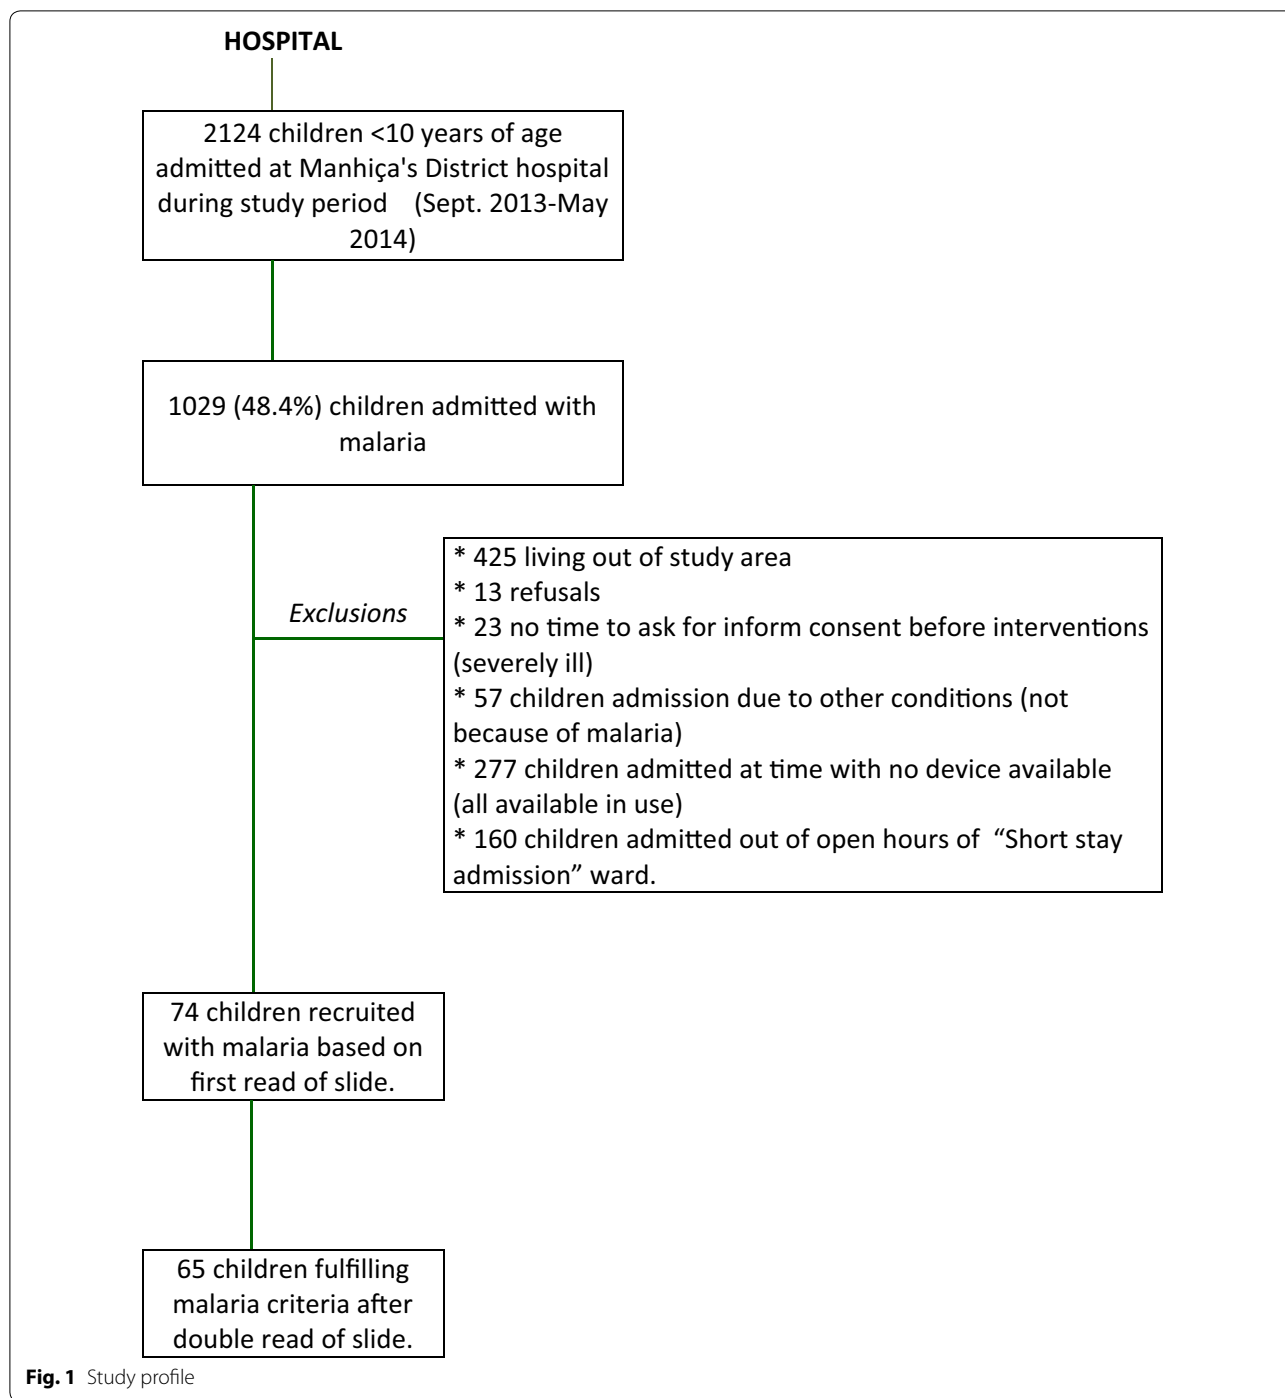 HOSPITAL
2124 children <10 years of age
admitted at Manhiça's District hospital
during study period (Sept. 2013-May
2014)
1029 (48.4%) children admitted with
malaria
Exclusions
* 425 living out of study area
* 13 refusals
* 23 no time to ask for inform consent before interventions
(severely ill)
* 57 children admission due to other conditions (not
because of malaria)
* 277 children admitted at time with no device available
(all available in use)
* 160 children admitted out of open hours of “Short stay
admission” ward.
74 children recruited
with malaria based on
first read of slide.
65 children fulfilling
malaria criteria after
double read of slide.
Fig. 1 Study profile